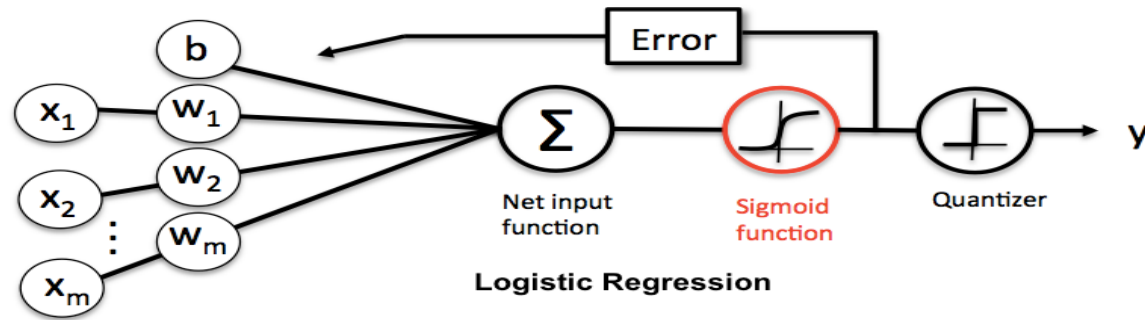 b
Error
x1
w1
Σ
y
x2
w2
Net input
function
Sigmoid
function
Quantizer
⋮
wm
xm
Logistic Regression